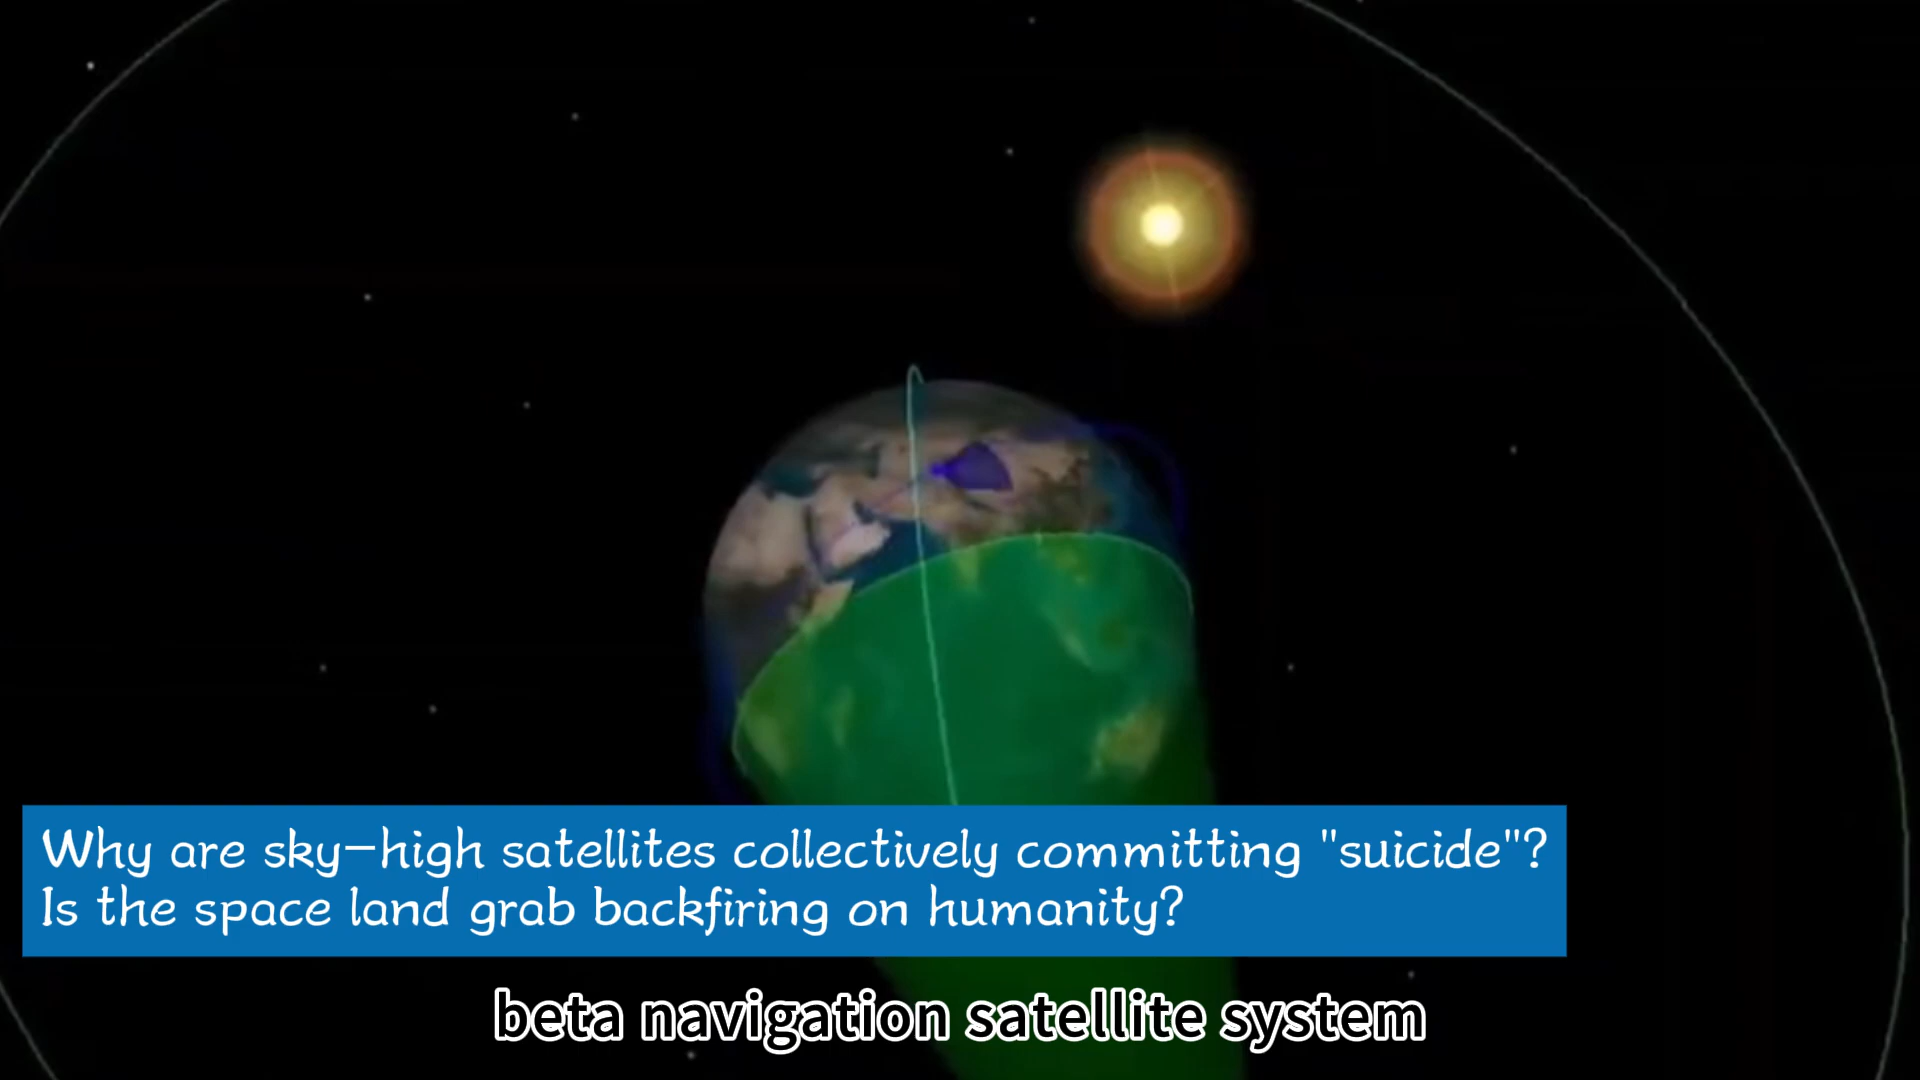 Why are sky-high satellites collectively committing "suicide"?
Is the space land grab backfiring on humanity?
beta navigation satellite system